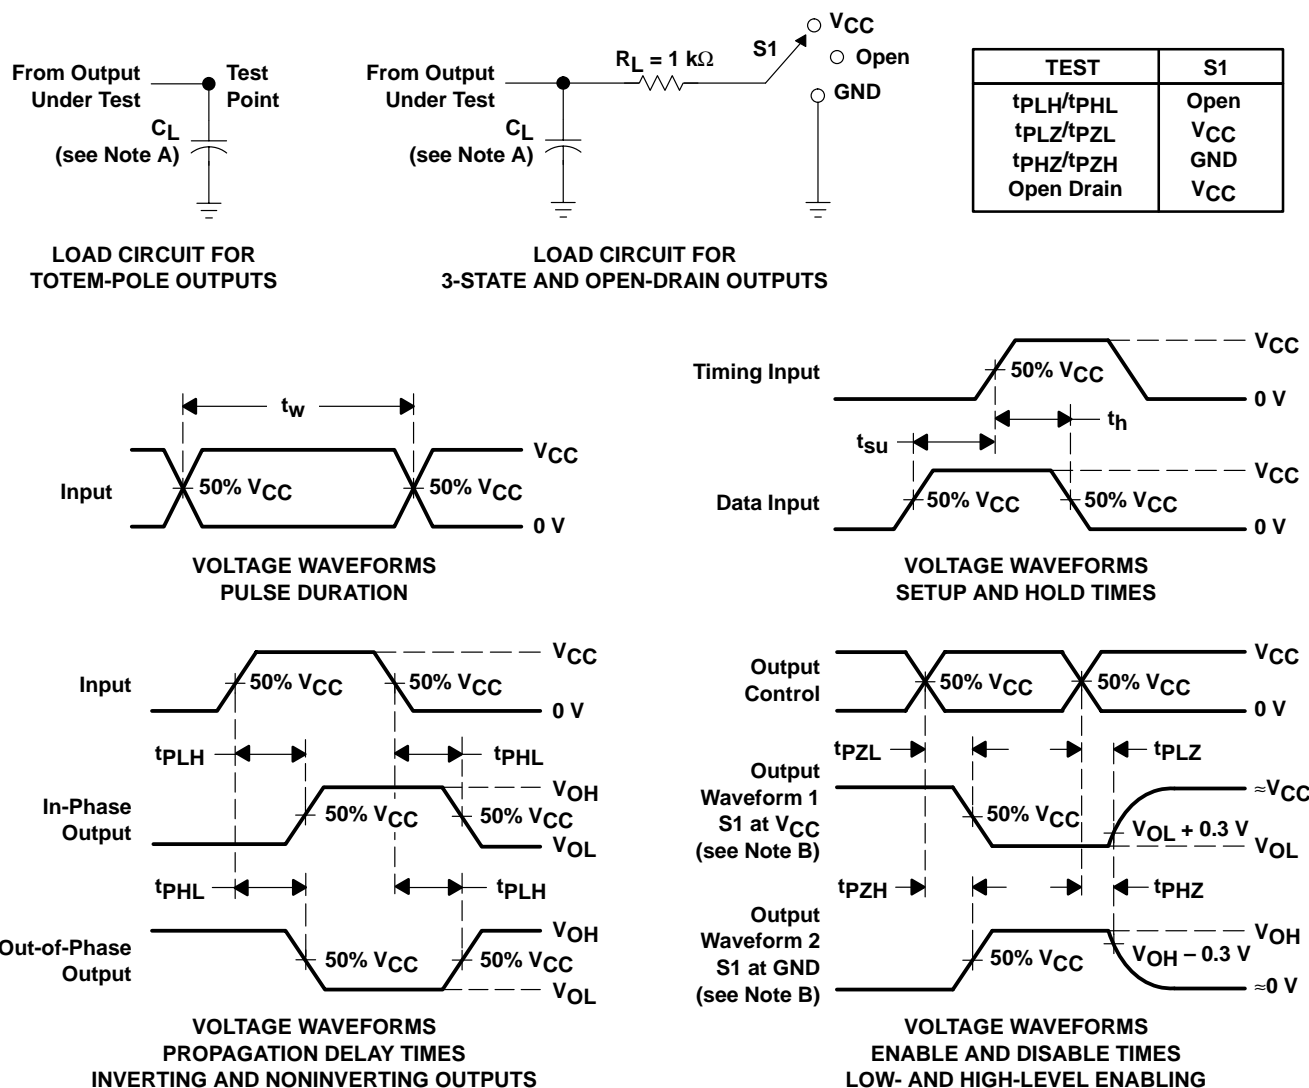 From Output
Under Test
Test
Point
CL
(see Note A)
LOAD CIRCUIT FOR
TOTEM-POLE OUTPUTS
From Output
Under Test
RL = 1 kΩ
S1
VCC
Open
GND
CL
(see Note A)
LOAD CIRCUIT FOR
3-STATE AND OPEN-DRAIN OUTPUTS
TEST S1
tPLH/tPHL Open
tPLZ/tPZL VCC
tPHZ/tPZH GND
Open Drain VCC
tw
Input
50% VCC
50% VCC
VCC
0 V
VOLTAGE WAVEFORMS
PULSE DURATION
Timing Input
50% VCC
VCC
0 V
th
tsu
Data Input
50% VCC
50% VCC
VCC
0 V
VOLTAGE WAVEFORMS
SETUP AND HOLD TIMES
Input
50% VCC
50% VCC
VCC
0 V
tPLH
tPHL
In-Phase
Output
50% VCC
50% VCC
VOH
VOL
tPHL
tPLH
Out-of-Phase
Output
50% VCC
50% VCC
VOH
VOL
VOLTAGE WAVEFORMS
PROPAGATION DELAY TIMES
INVERTING AND NONINVERTING OUTPUTS
Output
Control
50% VCC
50% VCC
VCC
0 V
tPZL
tPLZ
Output
Waveform 1
S1 at VCC
(see Note B)
50% VCC
≈VCC
VOL + 0.3 V
VOL
tPZH
tPHZ
Output
Waveform 2
S1 at GND
(see Note B)
50% VCC
VOH
VOH − 0.3 V
≈0 V
VOLTAGE WAVEFORMS
ENABLE AND DISABLE TIMES
LOW- AND HIGH-LEVEL ENABLING